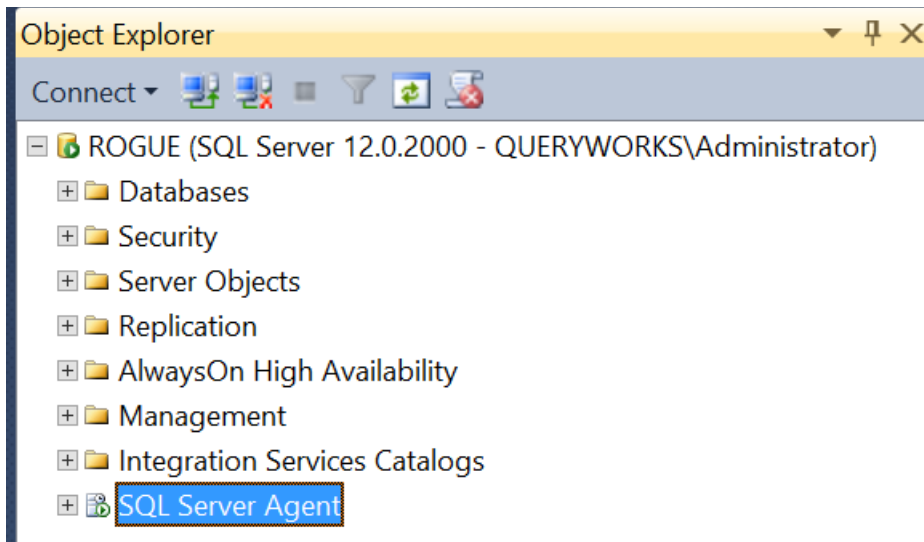 Object Explorer
Connect
ROGUE (SQL Server 12.0.2000 - QUERYWORKS\Administrator)
Databases
Security
Server Objects
Replication
AlwaysOn High Availability
Management
Integration Services Catalogs
SQL Server Agent